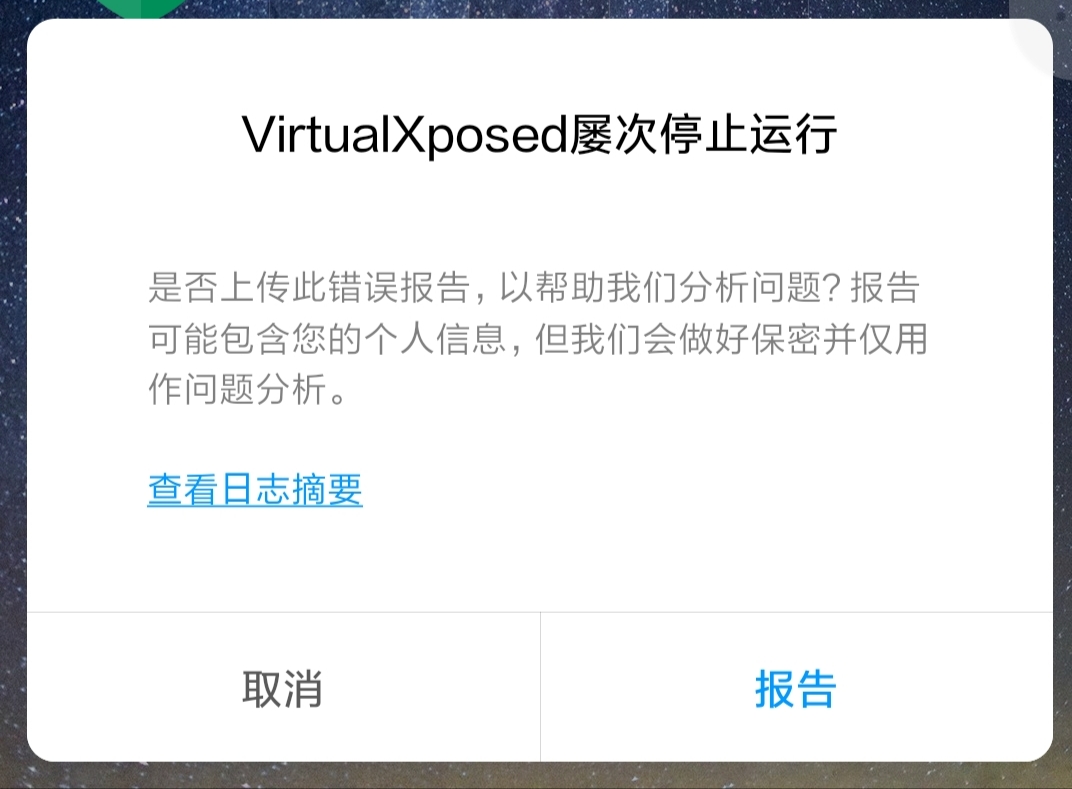 VirtualXposed屡次停止运行
是否上传此错误报告，以帮助我们分析问题？报告
可能包含您的个人信息，但我们会做好保密并仅用
作问题分析。
查看日志摘要
取消
报告